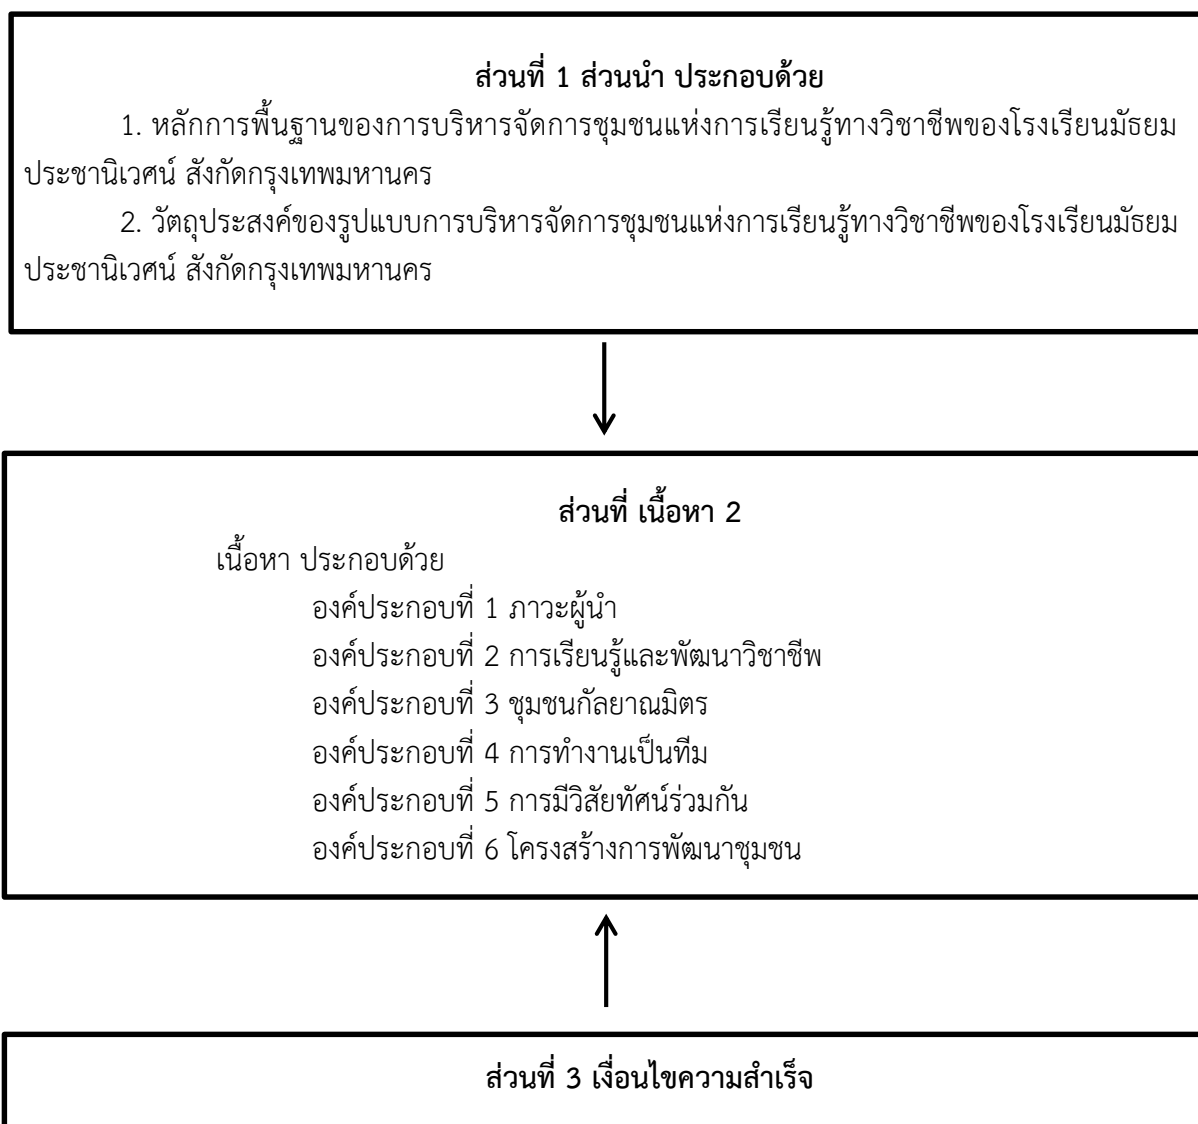 ส่วนที่ 1 ส่วนนำ ประกอบด้วย
1. หลักการพื้นฐานของการบริหารจัดการชุมชนแห่งการเรียนรู้ทางวิชาชีพของโรงเรียนมัธยม
ประชานิเวศน์ สังกัดกรุงเทพมหานคร
2. วัตถุประสงค์ของรูปแบบการบริหารจัดการชุมชนแห่งการเรียนรู้ทางวิชาชีพของโรงเรียนมัธยม
ประชานิเวศน์ สังกัดกรุงเทพมหานคร
ส่วนที่ เนื้อหา 2
เนื้อหา ประกอบด้วย
องค์ประกอบที่ 1 ภาวะผู้นำ
องค์ประกอบที่ 2 การเรียนรู้และพัฒนาวิชาชีพ
องค์ประกอบที่ 3 ชุมชนกัลยาณมิตร
องค์ประกอบที่ 4 การทำงานเป็นทีม
องค์ประกอบที่ 5 การมีวิสัยทัศน์ร่วมกัน
องค์ประกอบที่ 6 โครงสร้างการพัฒนาชุมชน
ส่วนที่ 3 เงื่อนไขความสำเร็จ